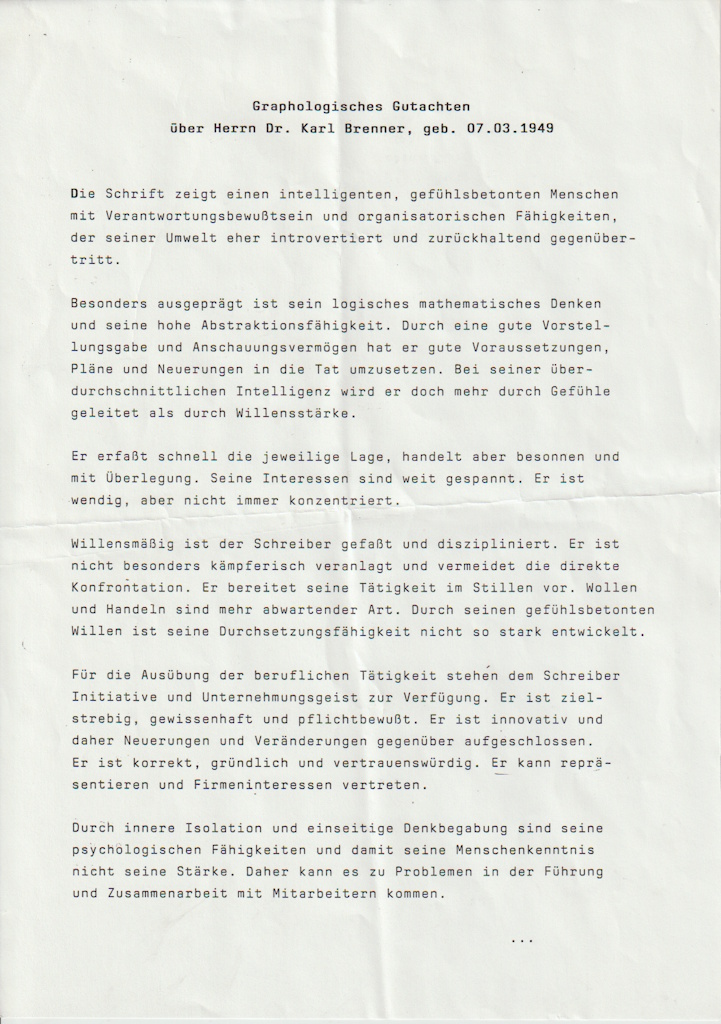 Graphologisches Gutachten
über Herrn Dr. Karl Brenner, geb. 07.03.1949
Die Schrift zeigt einen intelligenten, gefühlsbetonten Menschen
mit Verantwortungsbewußtsein und organisatorischen Fähigkeiten,
der seiner Umwelt eher introvertiert und zurückhaltend gegenüber-
tritt.
Besonders ausgeprägt ist sein logisches mathematisches Denken
und seine hohe Abstraktionsfähigkeit. Durch eine gute Vorstel-
lungsgabe und Anschauungsvermögen hat er gute Voraussetzungen,
Pläne und Neuerungen in die Tat umzusetzen. Bei seiner über-
durchschnittlichen Intelligenz wird er doch mehr durch Gefühle
geleitet als durch Willensstärke.
Er erfaßt schnell die jeweilige Lage, handelt aber besonnen und
mit Überlegung. Seine Interessen sind weit gespannt. Er ist
wendig, aber nicht immer konzentriert.
Willensmäßig ist der Schreiber gefaßt und diszipliniert. Er ist
nicht besonders kämpferisch veranlagt und vermeidet die direkte
Konfrontation. Er bereitet seine Tätigkeit im Stillen vor. Wollen
und Handeln sind mehr abwartender Art. Durch seinen gefühlsbetonten
Willen ist seine Durchsetzungsfähigkeit nicht so stark entwickelt.
Für die Ausübung der beruflichen Tätigkeit stehen dem Schreiber
Initiative und Unternehmungsgeist zur Verfügung. Er ist ziel-
strebig, gewissenhaft und pflichtbewußt. Er ist innovativ und
daher Neuerungen und Veränderungen gegenüber aufgeschlossen.
Er ist korrekt, gründlich und vertrauenswürdig. Er kann reprä-
sentieren und Firmeninteressen vertreten.
Durch innere Isolation und einseitige Denkbegabung sind seine
psychologischen Fähigkeiten und damit seine Menschenkenntnis
nicht seine Stärke. Daher kann es zu Problemen in der Führung
und Zusammenarbeit mit Mitarbeitern kommen.
...